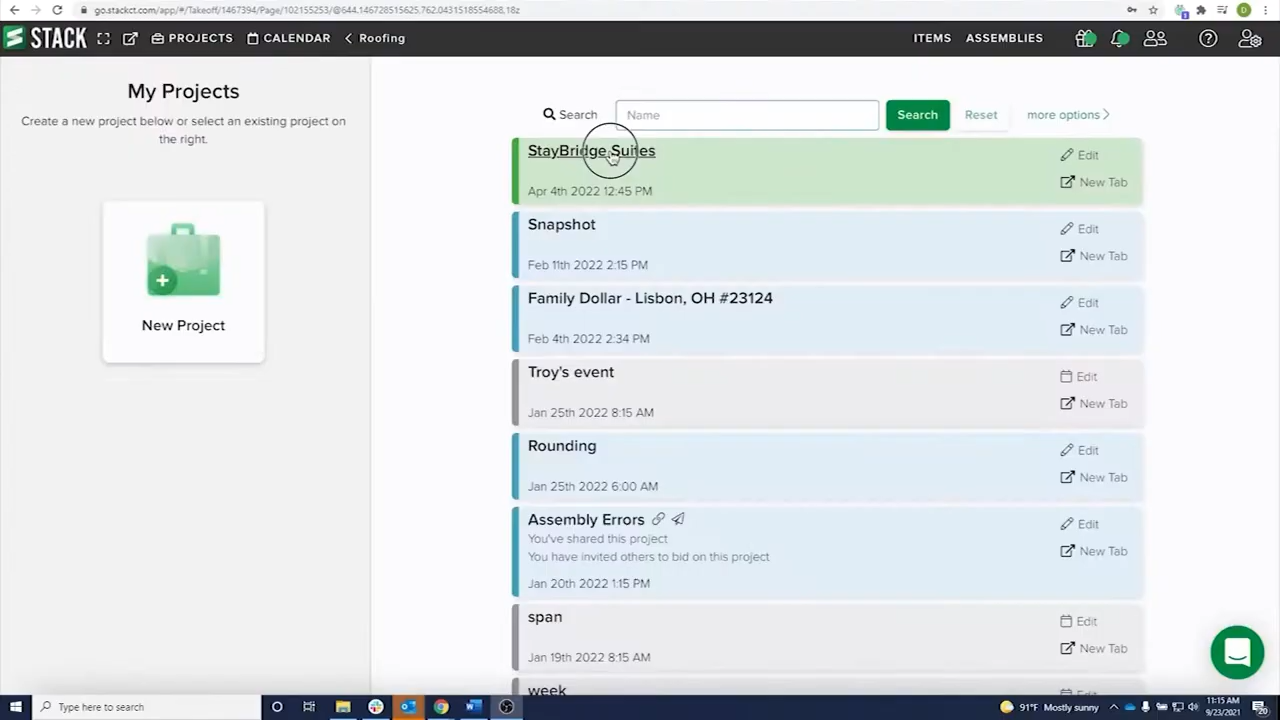 go.stackct.com/app/#/Takeoff/1467394/Page/102155253/@644.146728515625,762.0431518554688,18z
STACK PROJECTS CALENDAR Roofing ITEMS ASSEMBLIES
My Projects
Create a new project below or select an existing project on
the right.
New Project
Search Name Search Reset more options
StayBridge Suites
Edit
Apr 4th 2022 12:45 PM
New Tab
Snapshot
Edit
Feb 11th 2022 2:15 PM
New Tab
Family Dollar - Lisbon, OH #23124
Edit
Feb 4th 2022 2:34 PM
New Tab
Troy's event
Edit
Jan 25th 2022 8:15 AM
New Tab
Rounding
Edit
Jan 25th 2022 6:00 AM
New Tab
Assembly Errors
Edit
You've shared this project
You have invited others to bid on this project
New Tab
Jan 20th 2022 1:15 PM
span
Edit
Jan 19th 2022 8:15 AM
New Tab
week
Edit
Type here to search
91°F Mostly sunny
11:15 AM
9/23/2021
20